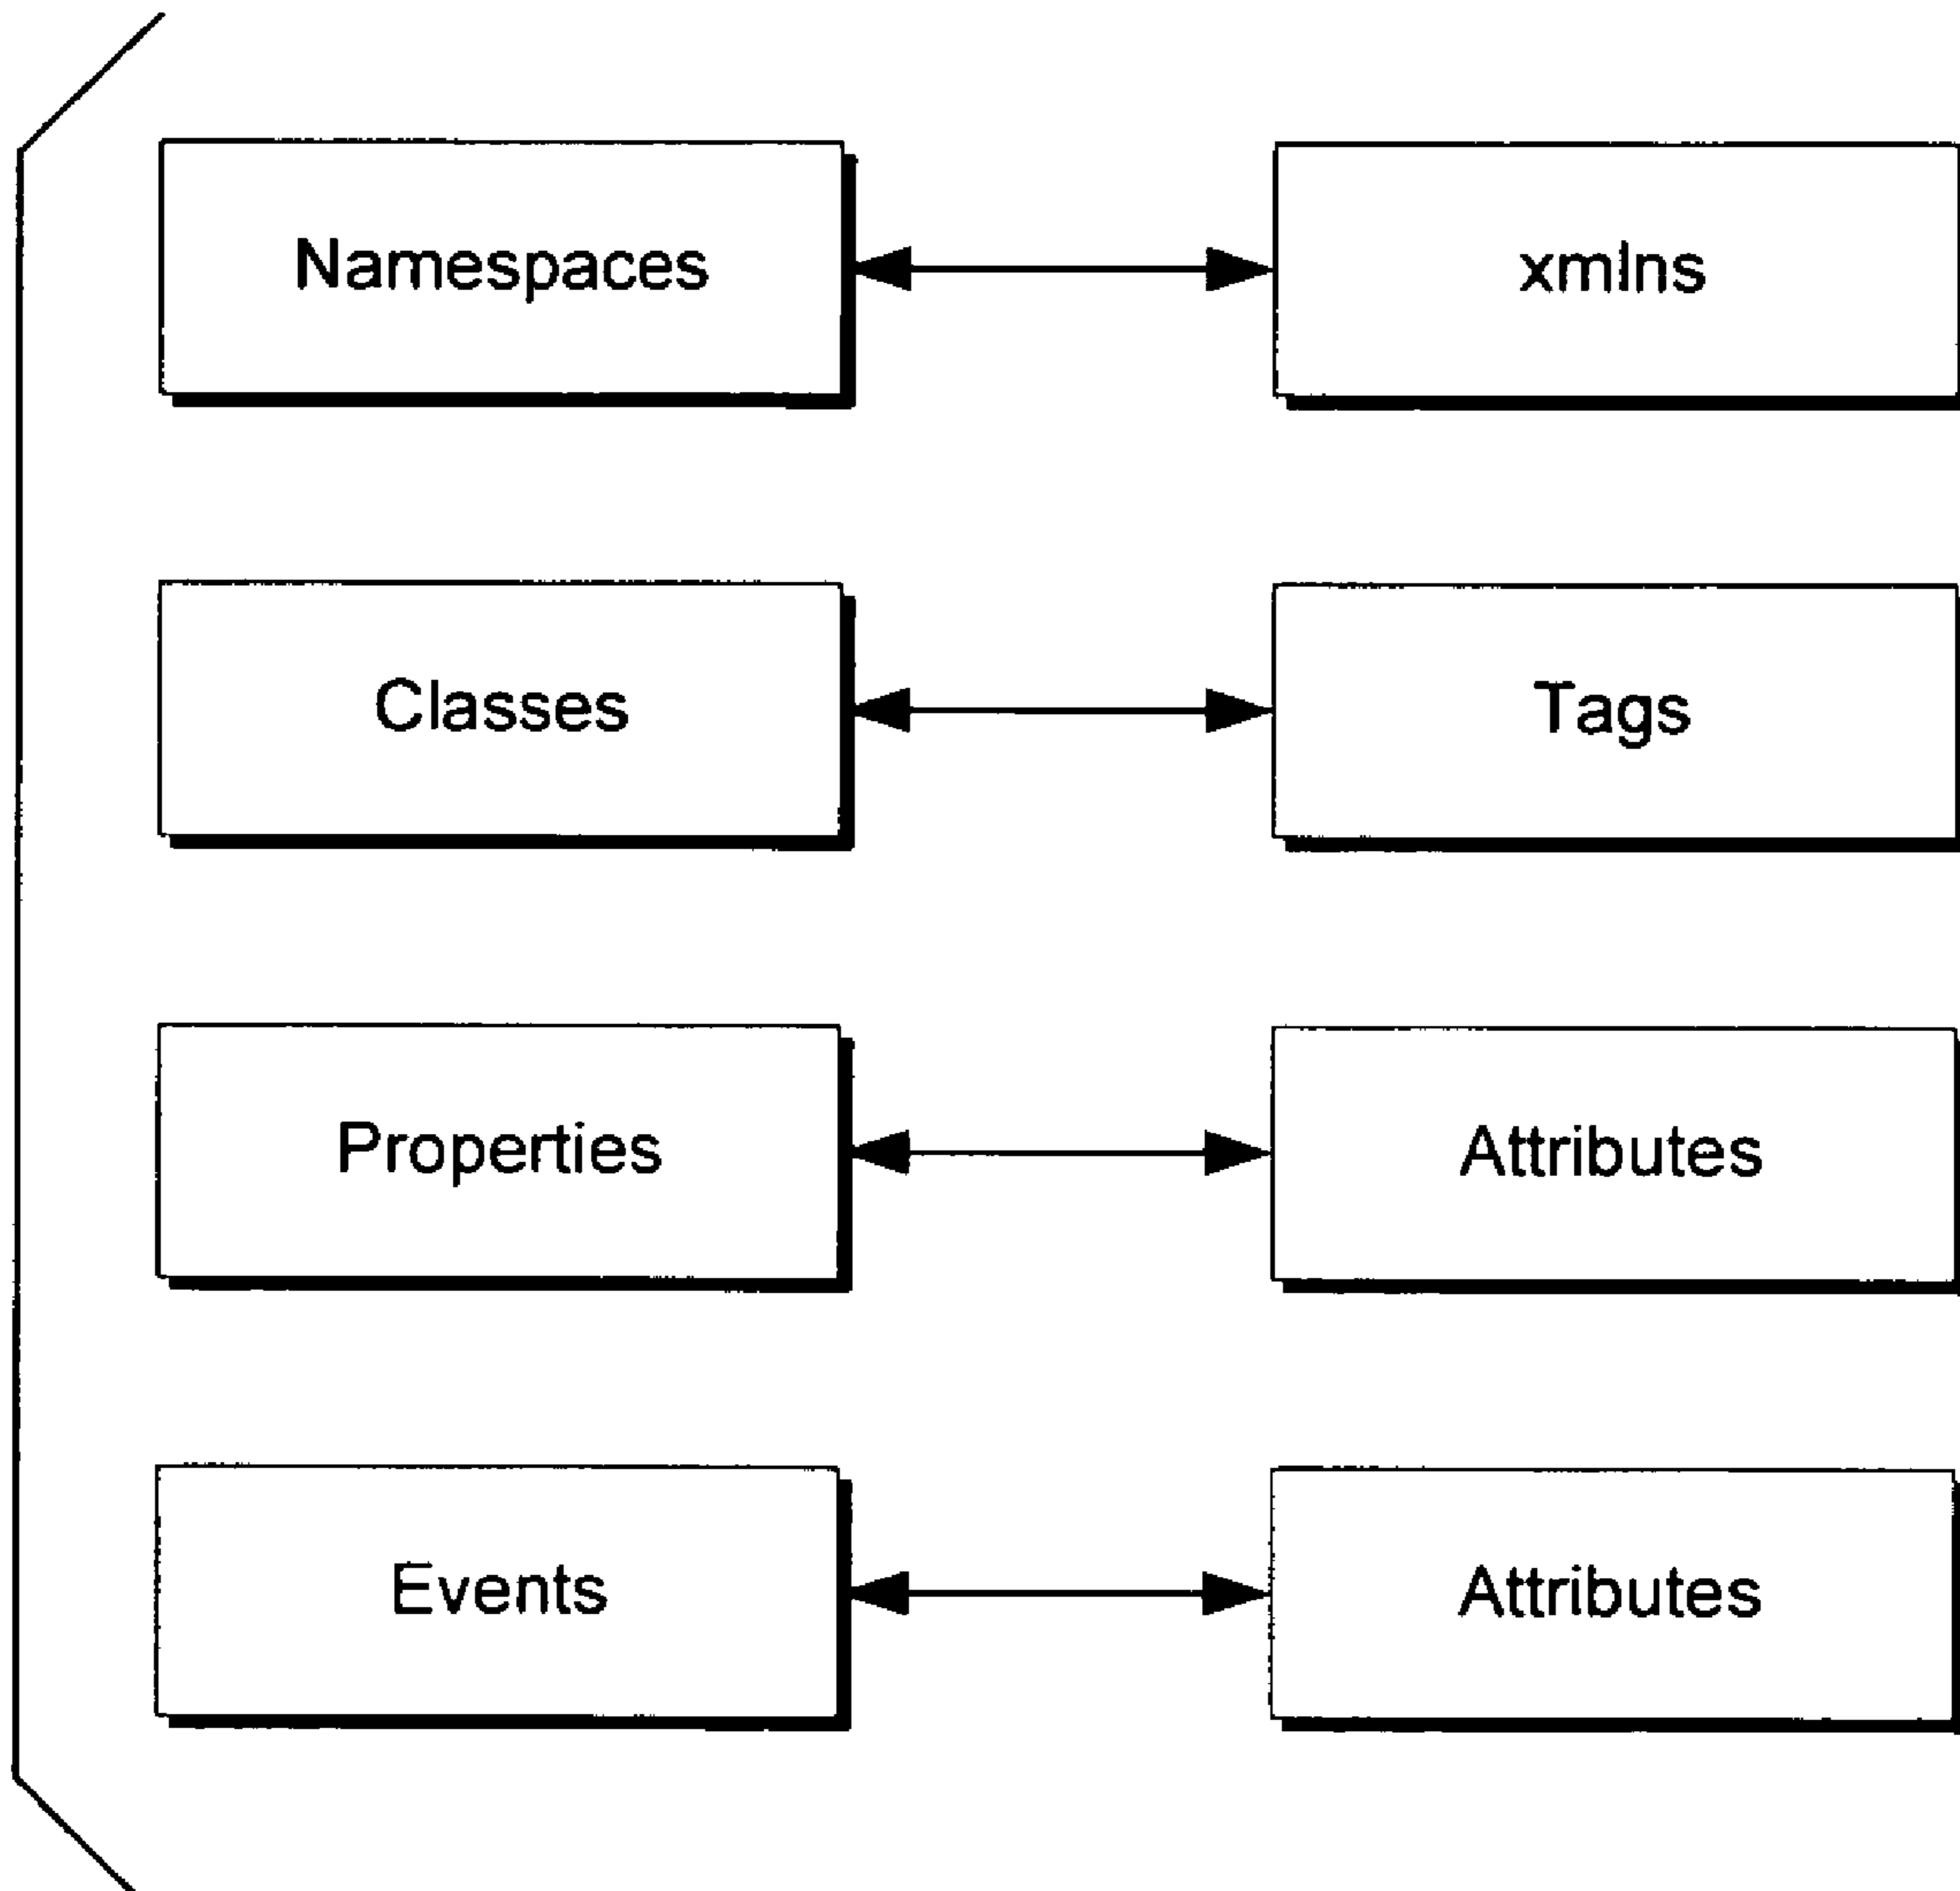 Namespaces
xmlns
Classes
Tags
Properties
Attributes
Events
Attributes